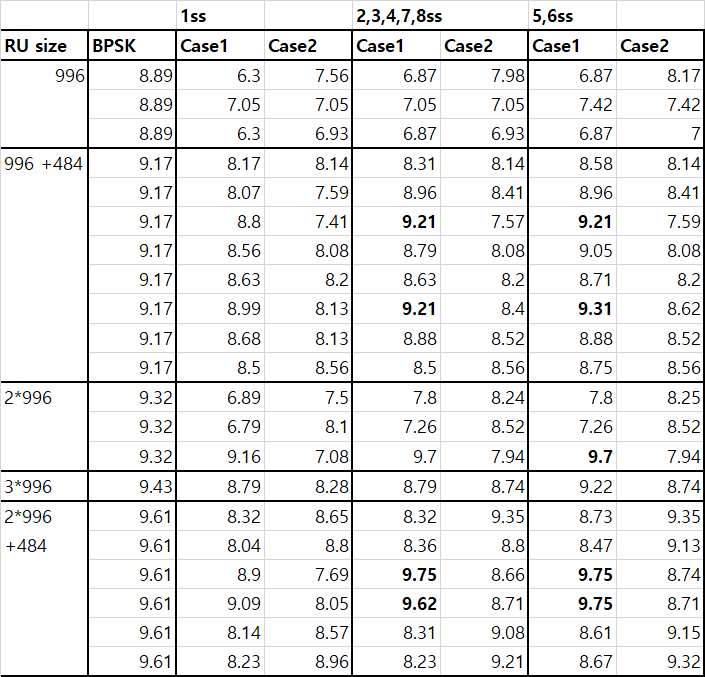 1ss 2,3,4,7,8ss 5,6ss
RU size BPSK Case1 Case2 Case1 Case2 Case1 Case2
996 8.89 6.3 7.56 6.87 7.98 6.87 8.17
8.89 7.05 7.05 7.05 7.05 7.42 7.42
8.89 6.3 6.93 6.87 6.93 6.87 7
996 +484 9.17 8.17 8.14 8.31 8.14 8.58 8.14
9.17 8.07 7.59 8.96 8.41 8.96 8.41
9.17 8.8 7.41 9.21 7.57 9.21 7.59
9.17 8.56 8.08 8.79 8.08 9.05 8.08
9.17 8.63 8.2 8.63 8.2 8.71 8.2
9.17 8.99 8.13 9.21 8.4 9.31 8.62
9.17 8.68 8.13 8.88 8.52 8.88 8.52
9.17 8.5 8.56 8.5 8.56 8.75 8.56
2*996 9.32 6.89 7.5 7.8 8.24 7.8 8.25
9.32 6.79 8.1 7.26 8.52 7.26 8.52
9.32 9.16 7.08 9.7 7.94 9.7 7.94
3*996 9.43 8.79 8.28 8.79 8.74 9.22 8.74
2*996 9.61 8.32 8.65 8.32 9.35 8.73 9.35
+484 9.61 8.04 8.8 8.36 8.8 8.47 9.13
9.61 8.9 7.69 9.75 8.66 9.75 8.74
9.61 9.09 8.05 9.62 8.71 9.75 8.71
9.61 8.14 8.57 8.31 9.08 8.61 9.15
9.61 8.23 8.96 8.23 9.21 8.67 9.32